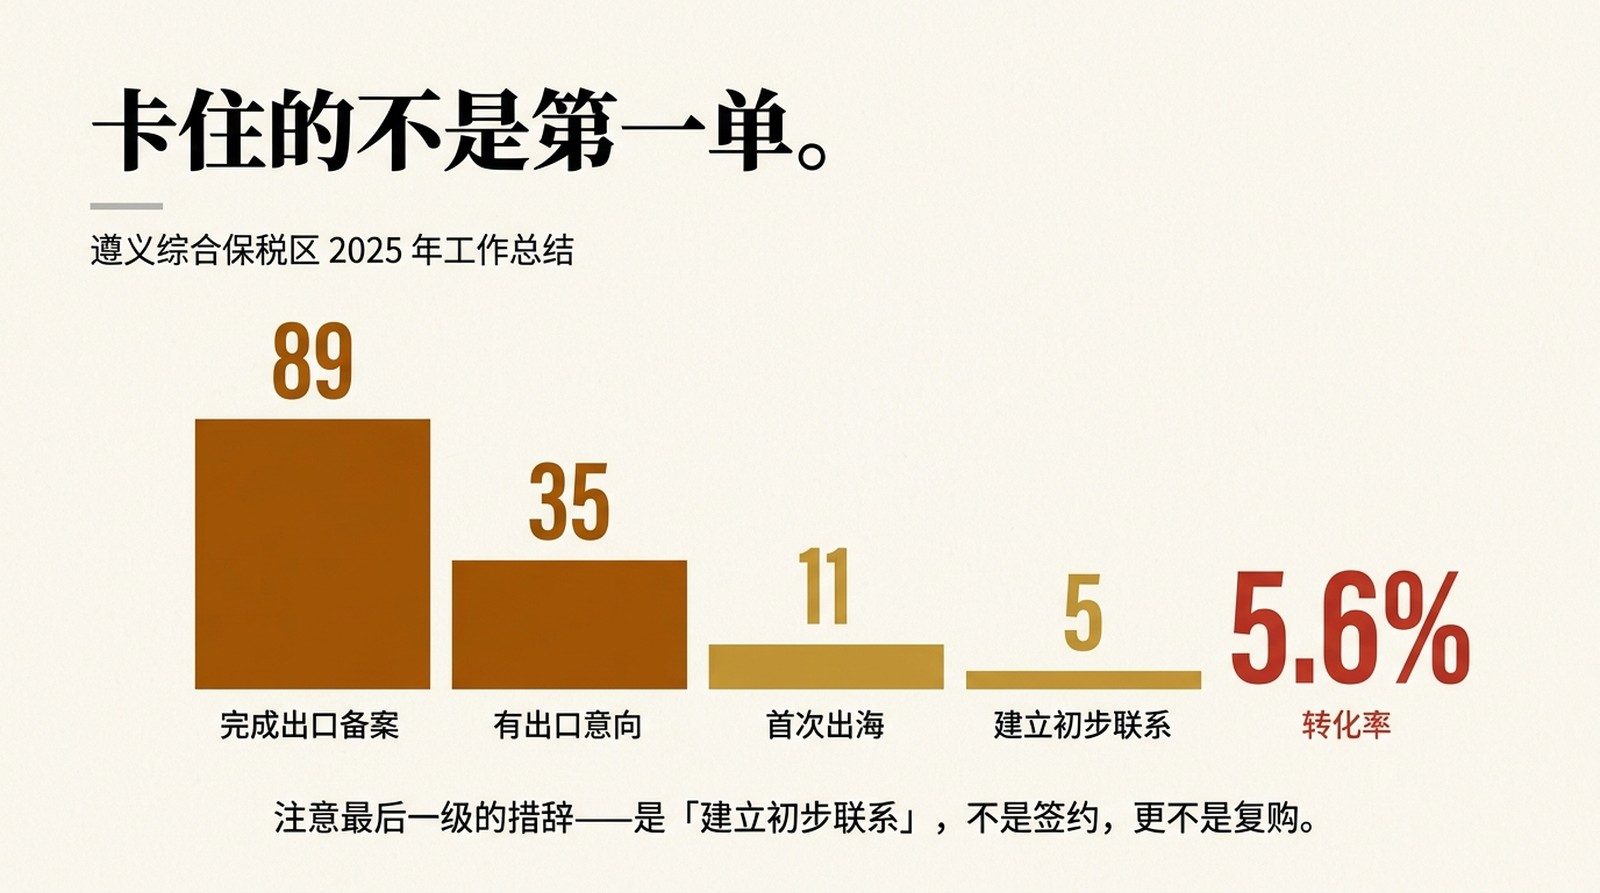 卡住的不是第一单。
遵义综合保税区 2025 年工作总结
89
35
11
5
5.6%
完成出口备案
有出口意向
首次出海
建立初步联系
转化率
注意最后一级的措辞——是「建立初步联系」，不是签约，更不是复购。